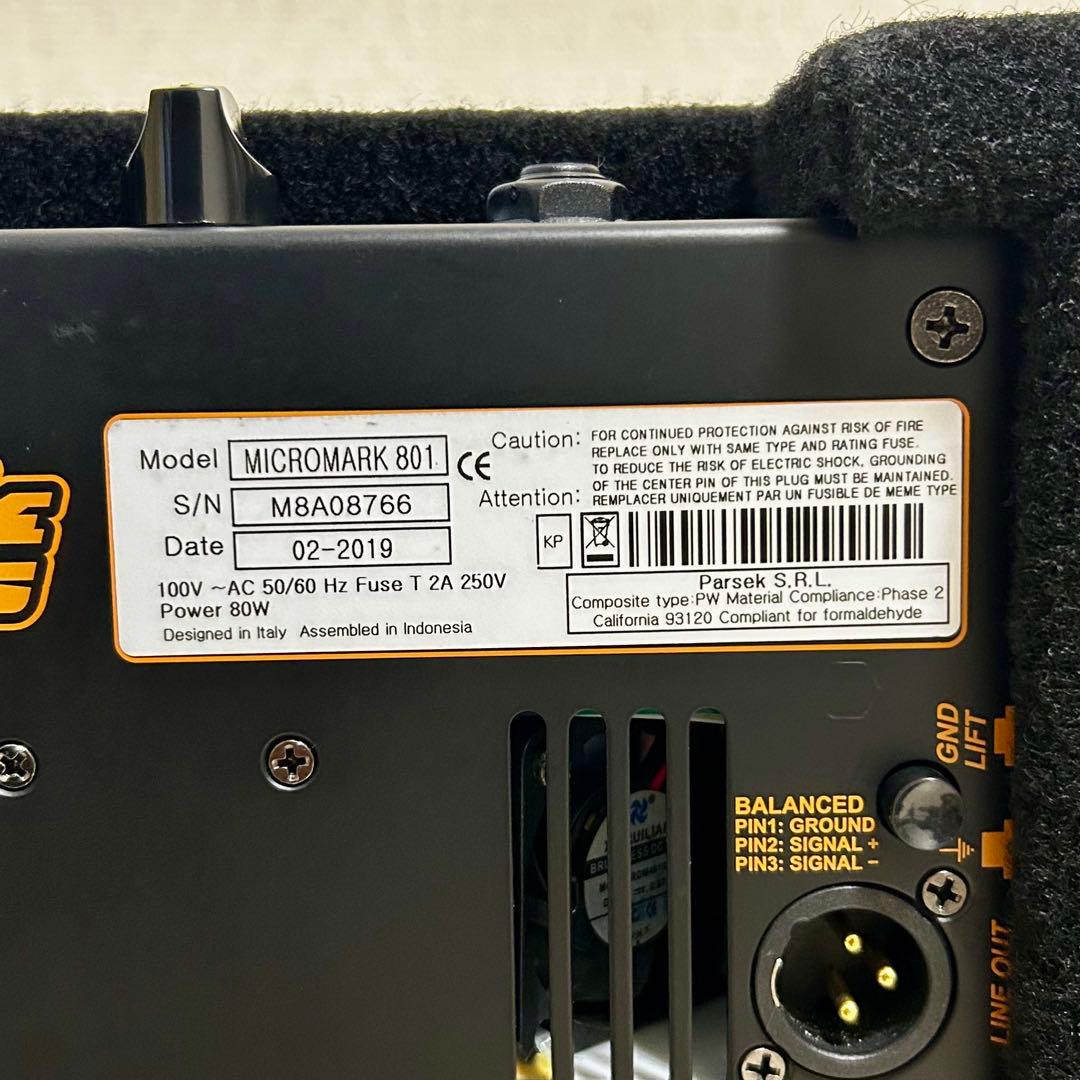 Model MICROMARK 801 CE
S/N M8A08766
Date 02-2019
100V ~AC 50/60 Hz Fuse T 2A 250V
Power 80W
Designed in Italy Assembled in Indonesia
Caution: FOR CONTINUED PROTECTION AGAINST RISK OF FIRE
REPLACE ONLY WITH SAME TYPE AND RATING FUSE.
TO REDUCE THE RISK OF ELECTRIC SHOCK, GROUNDING
OF THE CENTER PIN OF THIS PLUG MUST BE MAINTAINED.
Attention: REMPLACER UNIQUEMENT PAR UN FUSIBLE DE MEME TYPE
KP
Parsek S.R.L.
Composite type:PW Material Compliance:Phase 2
California 93120 Compliant for formaldehyde
GND
LIFT
BALANCED
PIN1: GROUND
PIN2: SIGNAL +
PIN3: SIGNAL -
LINE OUT